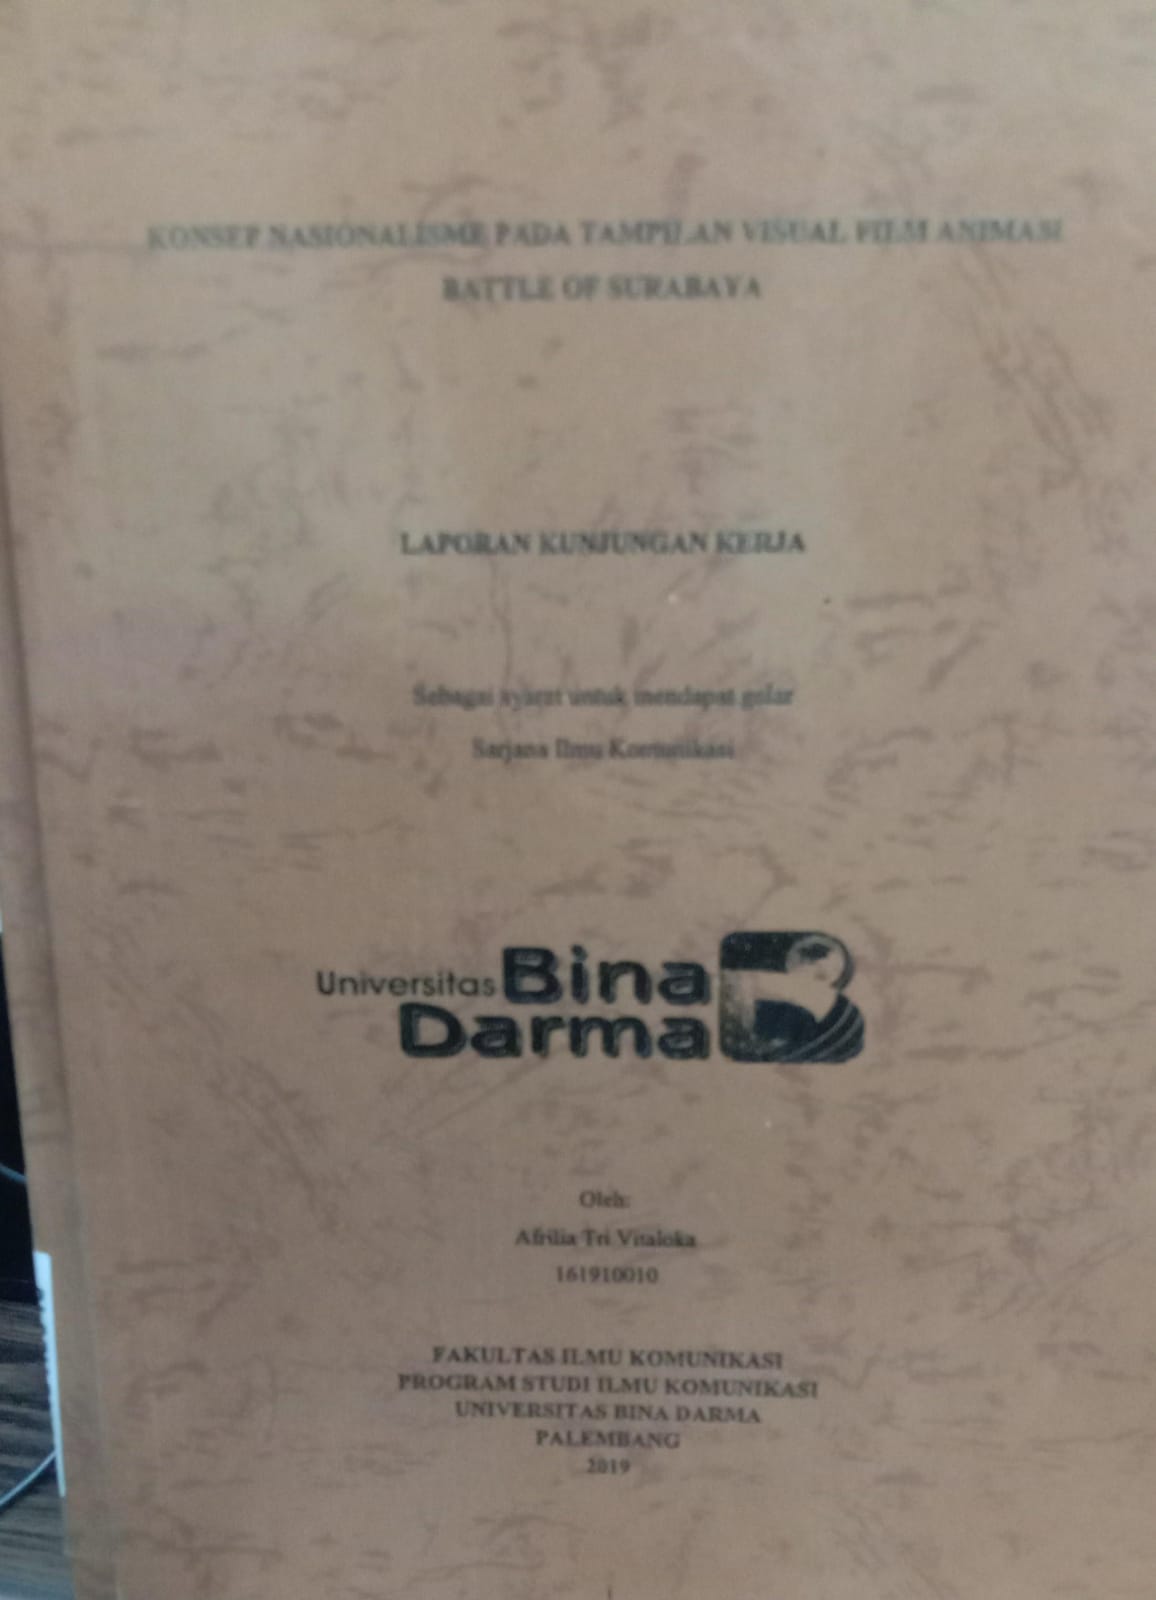 KONSEP NASIONALISME PADA TAMPILAN VISUAL FILM ANIMASI
BATTLE OF SURABAYA
LAPORAN KUNJUNGAN KERJA
Sebagai syarat untuk mendapat gelar
Sarjana Ilmu Komunikasi
Universitas Bina
Darma
Oleh:
Afrilia Tri Vitaloka
161910010
FAKULTAS ILMU KOMUNIKASI
PROGRAM STUDI ILMU KOMUNIKASI
UNIVERSITAS BINA DARMA
PALEMBANG
2019